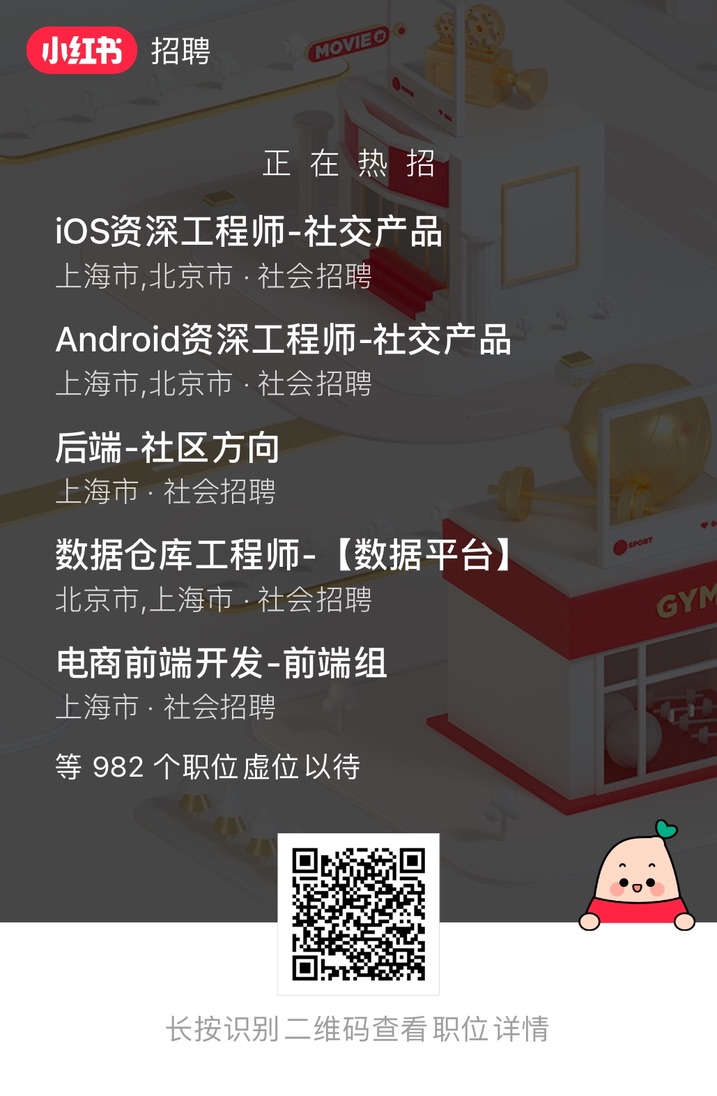 小红书 招聘
MOVIE
正在热招
iOS资深工程师-社交产品
上海市,北京市 · 社会招聘
Android资深工程师-社交产品
上海市,北京市 · 社会招聘
后端-社区方向
上海市 · 社会招聘
数据仓库工程师-【数据平台】
北京市,上海市 · 社会招聘
SPORT
GYM
电商前端开发-前端组
上海市 · 社会招聘
等 982 个职位虚位以待
长按识别二维码查看职位详情